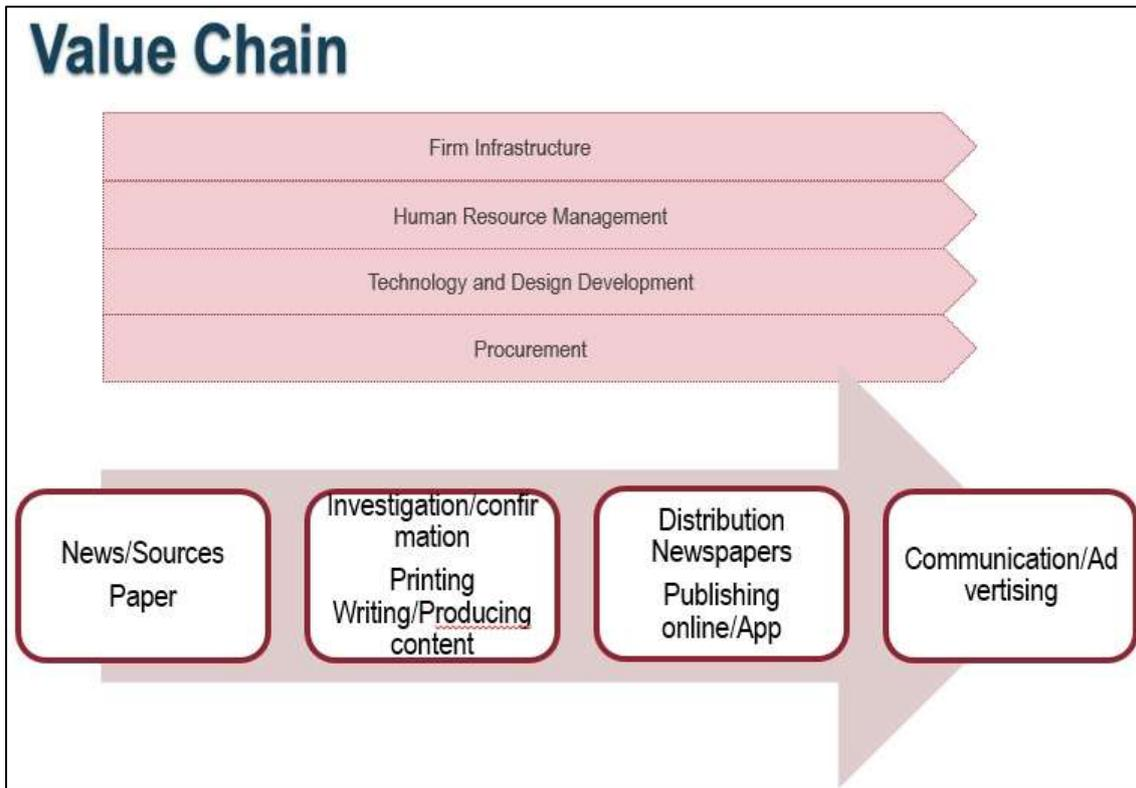 Value Chain
Firm Infrastructure
Human Resource Management
Technology and Design Development
Procurement
News/Sources
Paper
Investigation/confir
mation
Printing
Writing/Producing
content
Distribution
Newspapers
Publishing
online/App
Communication/Ad
vertising